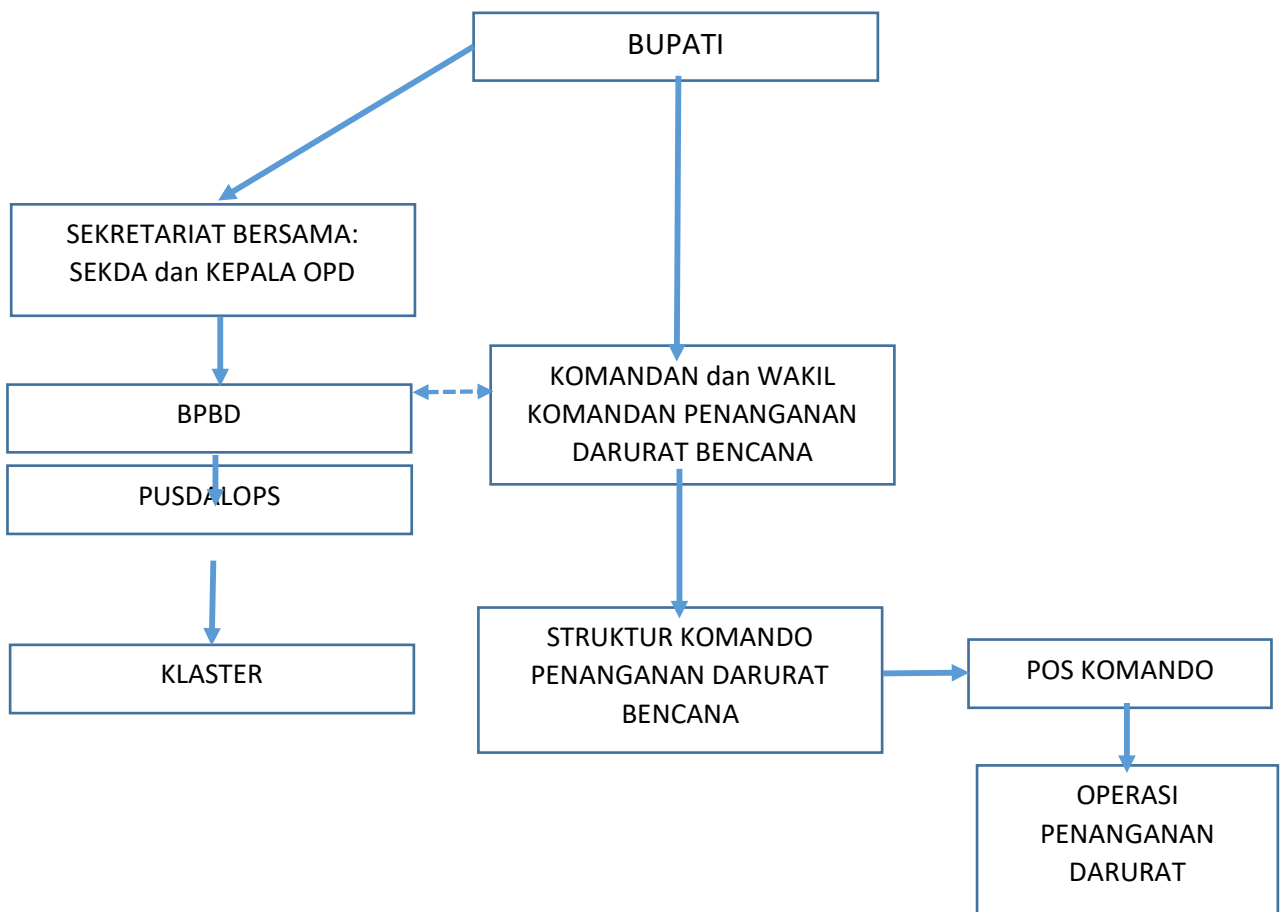 BUPATI
SEKRETARIAT BERSAMA:
SEKDA dan KEPALA OPD
BPBD
PUSDALOPS
KLASTER
KOMANDAN dan WAKIL
KOMANDAN PENANGANAN
DARURAT BENCANA
STRUKTUR KOMANDO
PENANGANAN DARURAT
BENCANA
POS KOMANDO
OPERASI
PENANGANAN
DARURAT